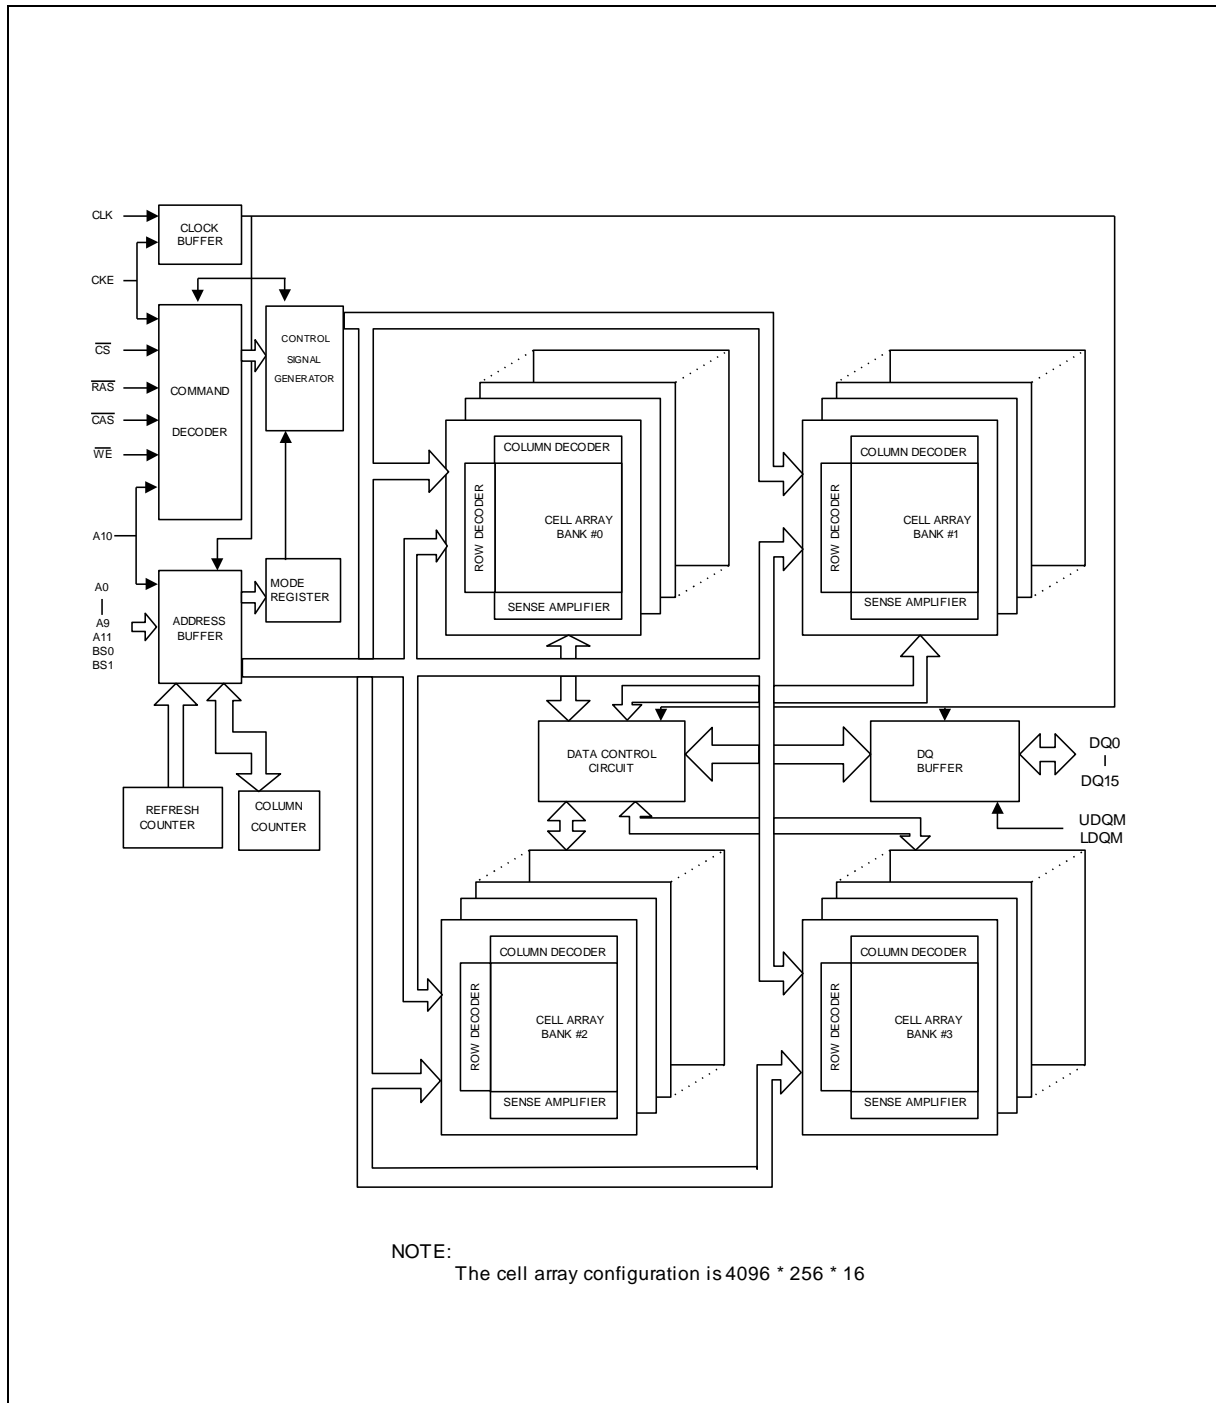 CLK
CLOCK
BUFFER
CKE
CS
RAS
CAS
WE
COMMAND
DECODER
CONTROL
SIGNAL
GENERATOR
A10
A0
A9
A11
BS0
BS1
ADDRESS
BUFFER
MODE
REGISTER
REFRESH
COUNTER
COLUMN
COUNTER
COLUMN DECODER
ROW DECODER
CELL ARRAY
BANK #0
SENSE AMPLIFIER
COLUMN DECODER
ROW DECODER
CELL ARRAY
BANK #1
SENSE AMPLIFIER
DATA CONTROL
CIRCUIT
DQ
BUFFER
DQ0
DQ15
UDQM
LDQM
COLUMN DECODER
ROW DECODER
CELL ARRAY
BANK #2
SENSE AMPLIFIER
COLUMN DECODER
ROW DECODER
CELL ARRAY
BANK #3
SENSE AMPLIFIER
NOTE:
The cell array configuration is 4096 * 256 * 16